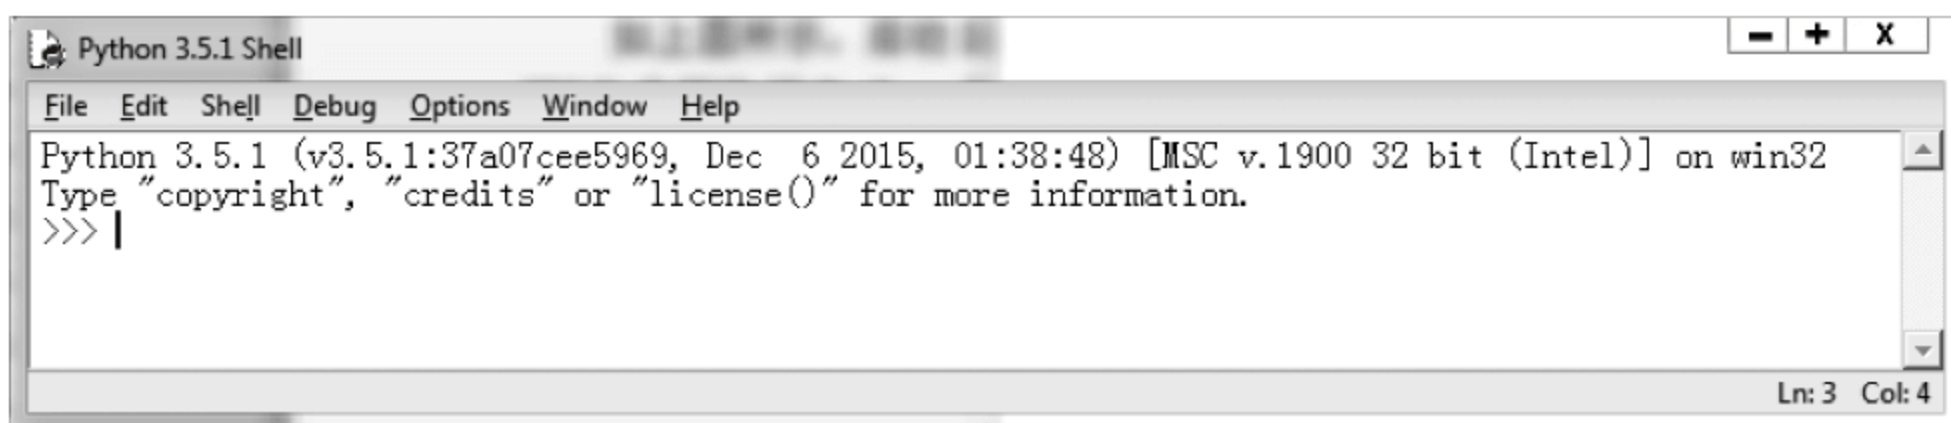 Python 3.5.1 Shell
File Edit Shell Debug Options Window Help
Python 3.5.1 (v3.5.1:37a07cee5969, Dec  6 2015, 01:38:48) [MSC v.1900 32 bit (Intel)] on win32
Type "copyright", "credits" or "license()" for more information.
>>>
Ln: 3 Col: 4